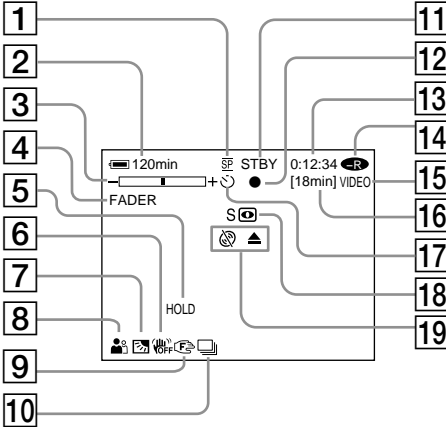 1
2
3
4
5
6
7
8
9
10
11
12
13
14
15
16
17
18
19
120min
SP
STBY
0:12:34
-R
– +
[18min]
VIDEO
FADER
S
HOLD
OFF
F